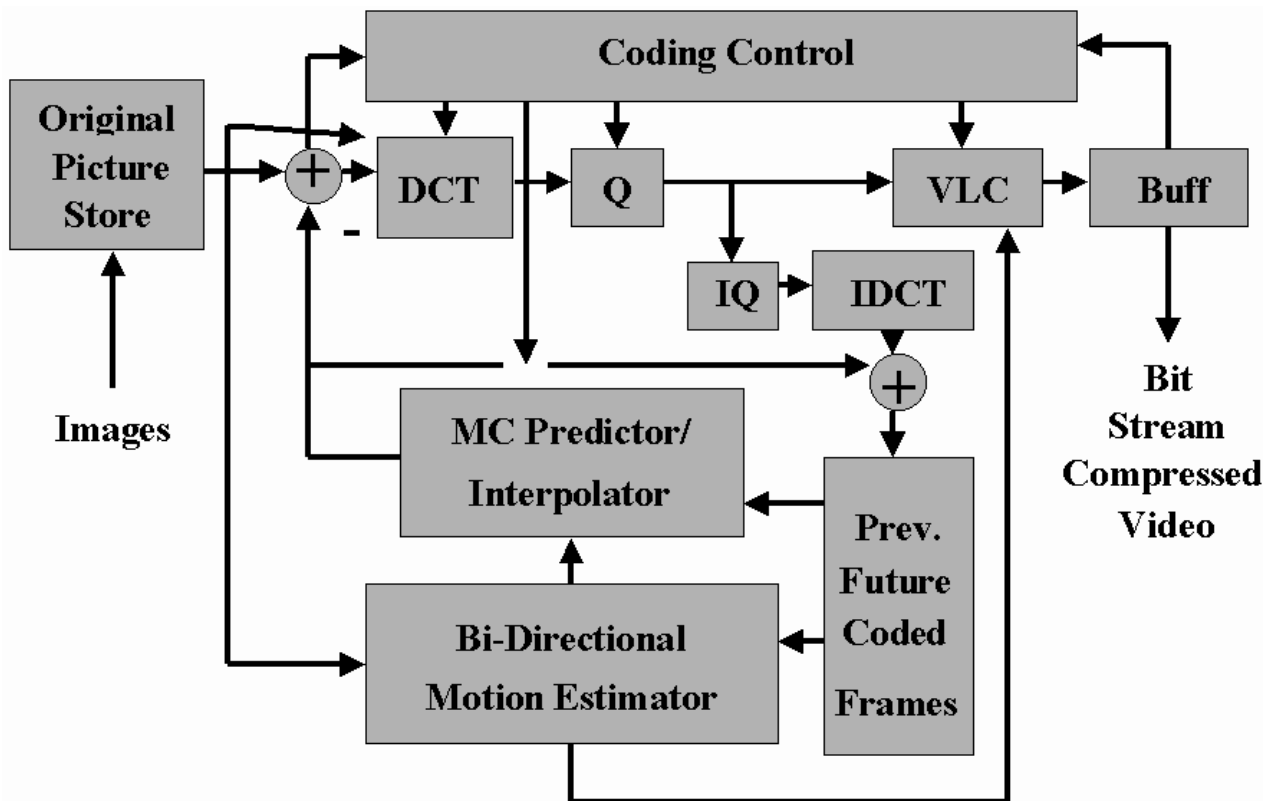 Coding Control
Original
Picture
Store
+
DCT
Q
VLC
Buff
-
IQ
IDCT
+
Images
MC Predictor/
Interpolator
Bit
Stream
Compressed
Video
Prev.
Future
Coded
Frames
Bi-Directional
Motion Estimator